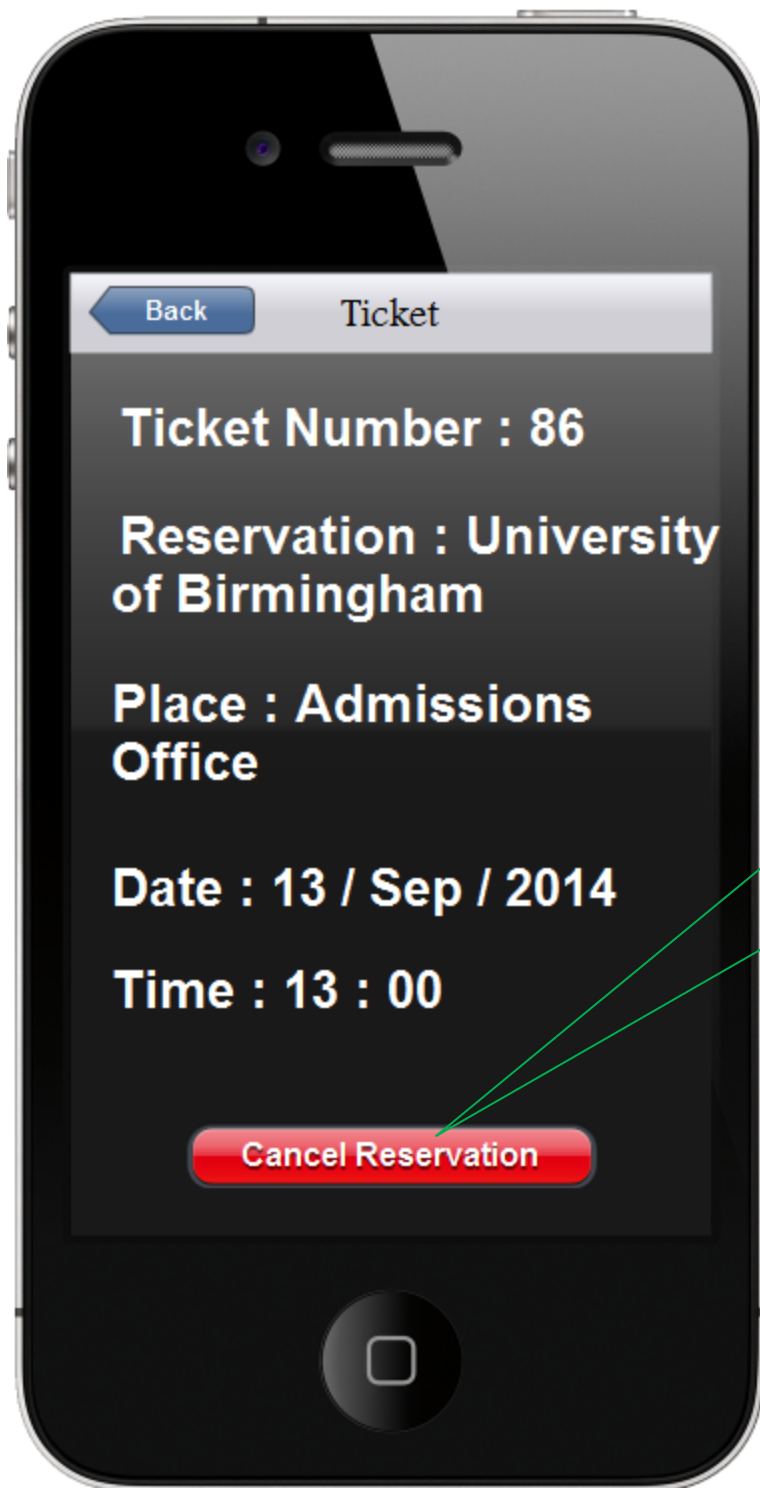 Back
Ticket
Ticket Number : 86
Reservation : University
of Birmingham
Place : Admissions
Office
Date : 13 / Sep / 2014
Time : 13 : 00
Cancel Reservation